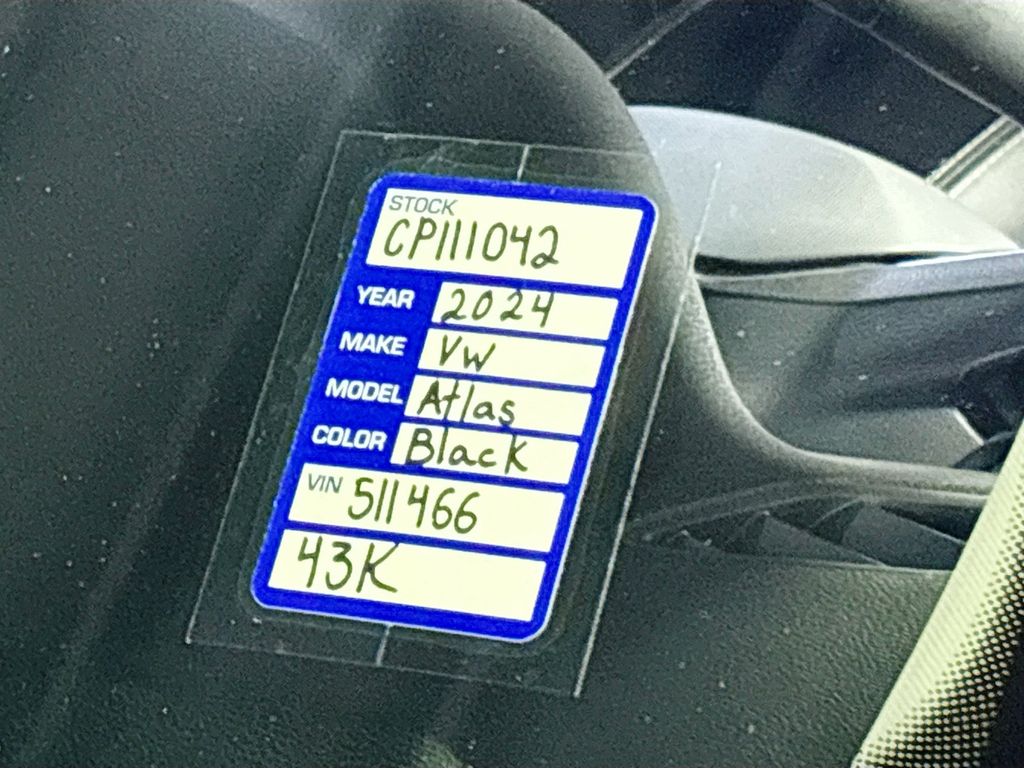 STOCK
CP111042
YEAR 2024
MAKE VW
MODEL Atlas
COLOR Black
VIN 511466
43K